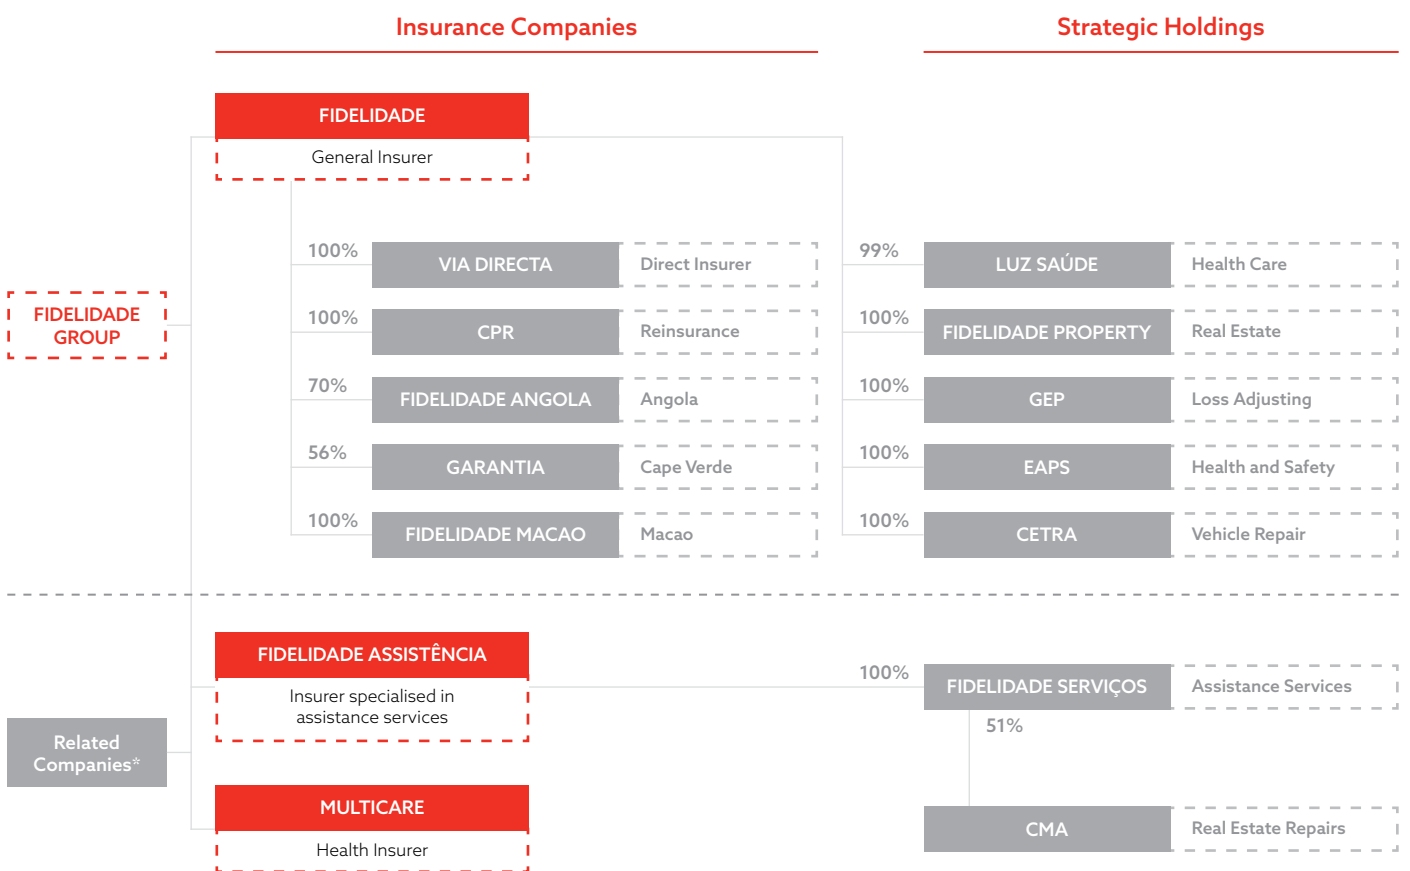 Insurance Companies
Strategic Holdings
FIDELIDADE
General Insurer
100%
VIA DIRECTA
Direct Insurer
99%
LUZ SAÚDE
Health Care
FIDELIDADE
GROUP
100%
CPR
Reinsurance
100%
FIDELIDADE PROPERTY
Real Estate
70%
FIDELIDADE ANGOLA
Angola
100%
GEP
Loss Adjusting
56%
GARANTIA
Cape Verde
100%
EAPS
Health and Safety
100%
FIDELIDADE MACAO
Macao
100%
CETRA
Vehicle Repair
FIDELIDADE ASSISTÊNCIA
Insurer specialised in
assistance services
100%
FIDELIDADE SERVIÇOS
Assistance Services
51%
Related
Companies*
MULTICARE
Health Insurer
CMA
Real Estate Repairs